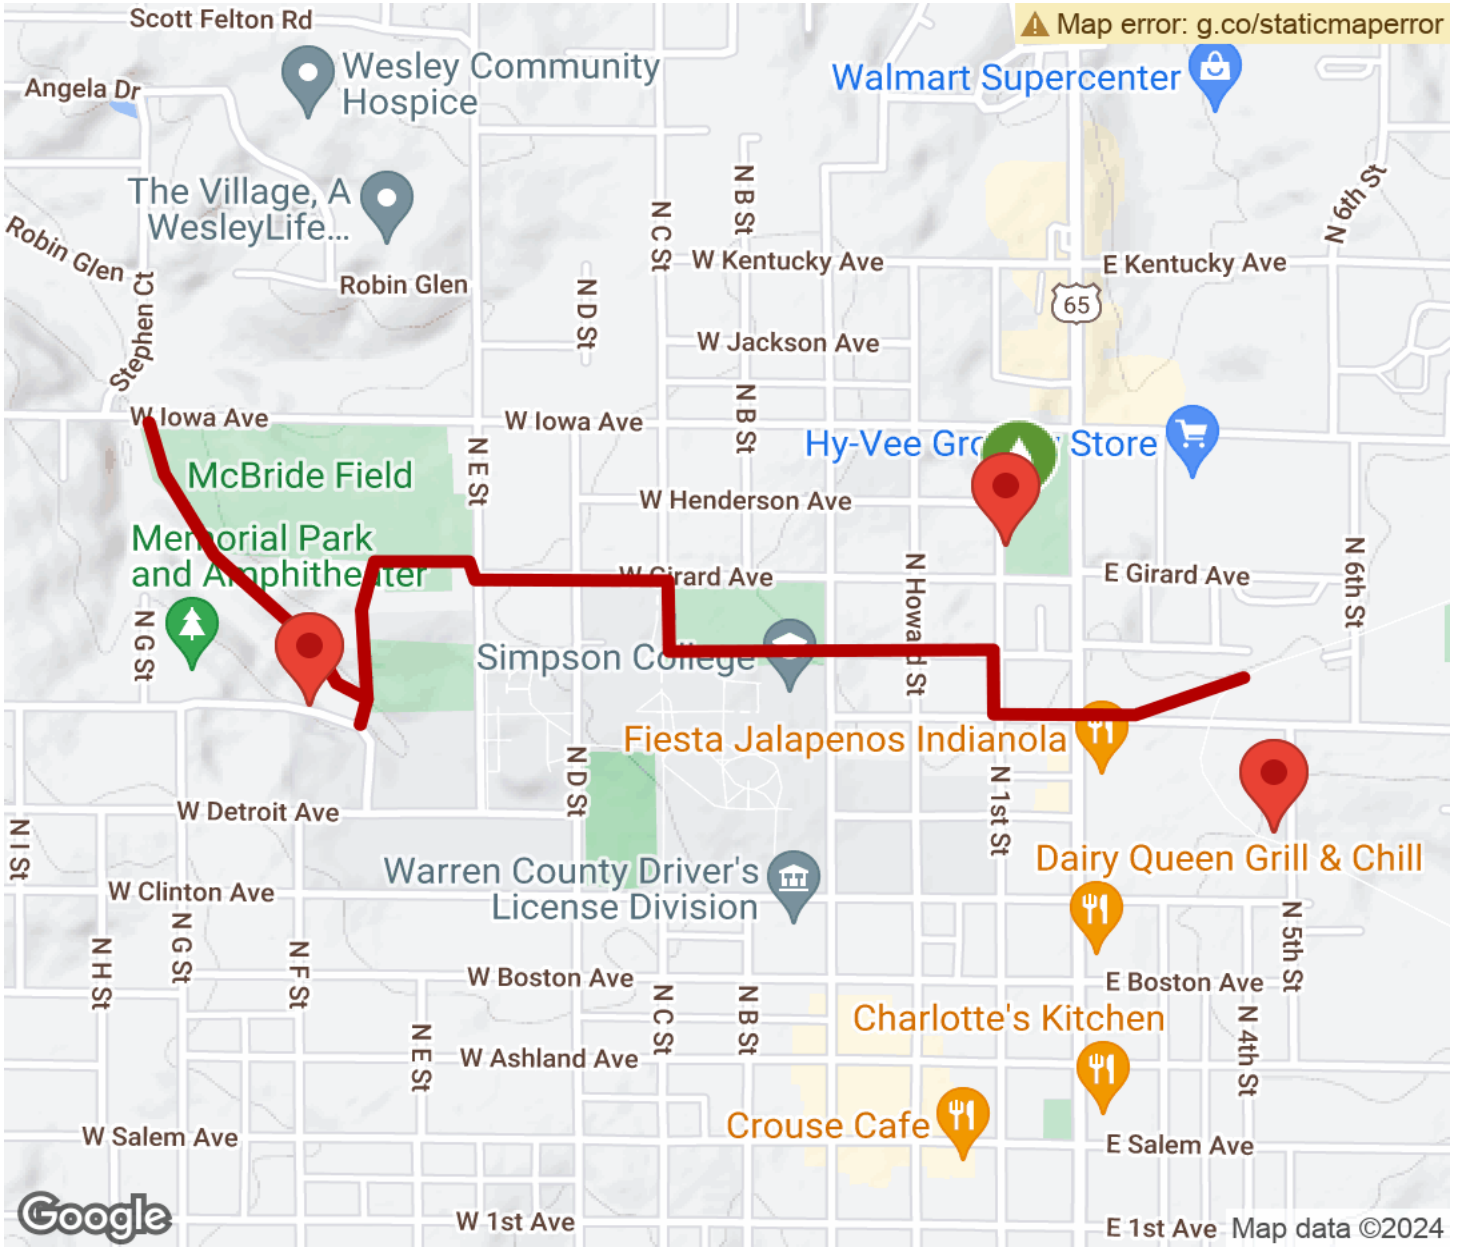 Scott Felton Rd
Map error: g.co/staticmaperror
Wesley Community
Hospice
Walmart Supercenter
Angela Dr
The Village, A
WesleyLife...
N B St
N C St
N 6th St
Robin Glen
W Kentucky Ave
E Kentucky Ave
Robin Glen
Stephen Ct
N D St
65
W Jackson Ave
W Iowa Ave
W Iowa Ave
N B St
Hy-Vee Gro y Store
N E St
McBride Field
W Henderson Ave
Memorial Park
and Amphitheater
W Girard Ave
E Girard Ave
N 6th St
N Howard St
N G St
Simpson College
Fiesta Jalapenos Indianola
N D St
W Detroit Ave
N 1st St
N I St
Dairy Queen Grill & Chill
Warren County Driver's
License Division
W Clinton Ave
N G St
N H St
N F St
N 5th St
W Boston Ave
E Boston Ave
N C St
N B St
Charlotte's Kitchen
N 4th St
N E St
W Ashland Ave
Crouse Cafe
W Salem Ave
E Salem Ave
Google
W 1st Ave
E 1st Ave
Map data ©2024